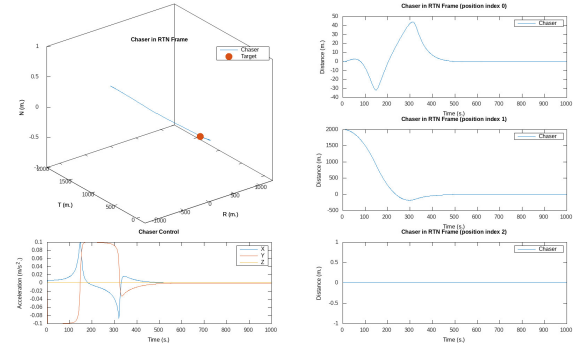 Chaser in RTN Frame
Chaser
Target
1
0.5
0
-0.5
-1
N (m.)
2000
1500
1000
500
0
T (m.)
-1000
-500
0
500
1000
R (m.)
Chaser in RTN Frame (position index 0)
Chaser
50
40
30
20
10
0
-10
-20
-30
-40
Distance (m.)
0 100 200 300 400 500 600 700 800 900 1000
Time (s.)
Chaser in RTN Frame (position index 1)
Chaser
2000
1500
1000
500
0
-500
Distance (m.)
0 100 200 300 400 500 600 700 800 900 1000
Time (s.)
Chaser Control
X
Y
Z
0.1
0.08
0.06
0.04
0.02
0
-0.02
-0.04
-0.06
-0.08
-0.1
Acceleration (m/s².)
0 100 200 300 400 500 600 700 800 900 1000
Time (s.)
Chaser in RTN Frame (position index 2)
Chaser
1
0.5
0
-0.5
-1
Distance (m.)
0 100 200 300 400 500 600 700 800 900 1000
Time (s.)